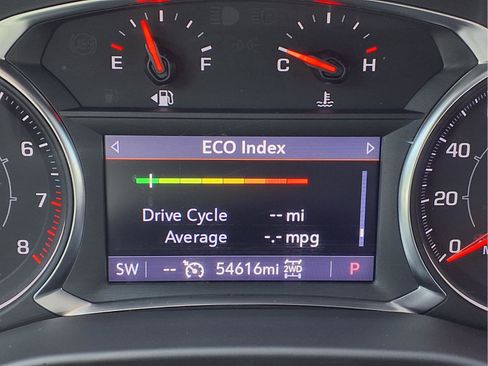 E F C H
ECO Index
6 40
7 Drive Cycle -- mi 20
8 Average -.- mpg 0
SW -- 54616mi 2WD P